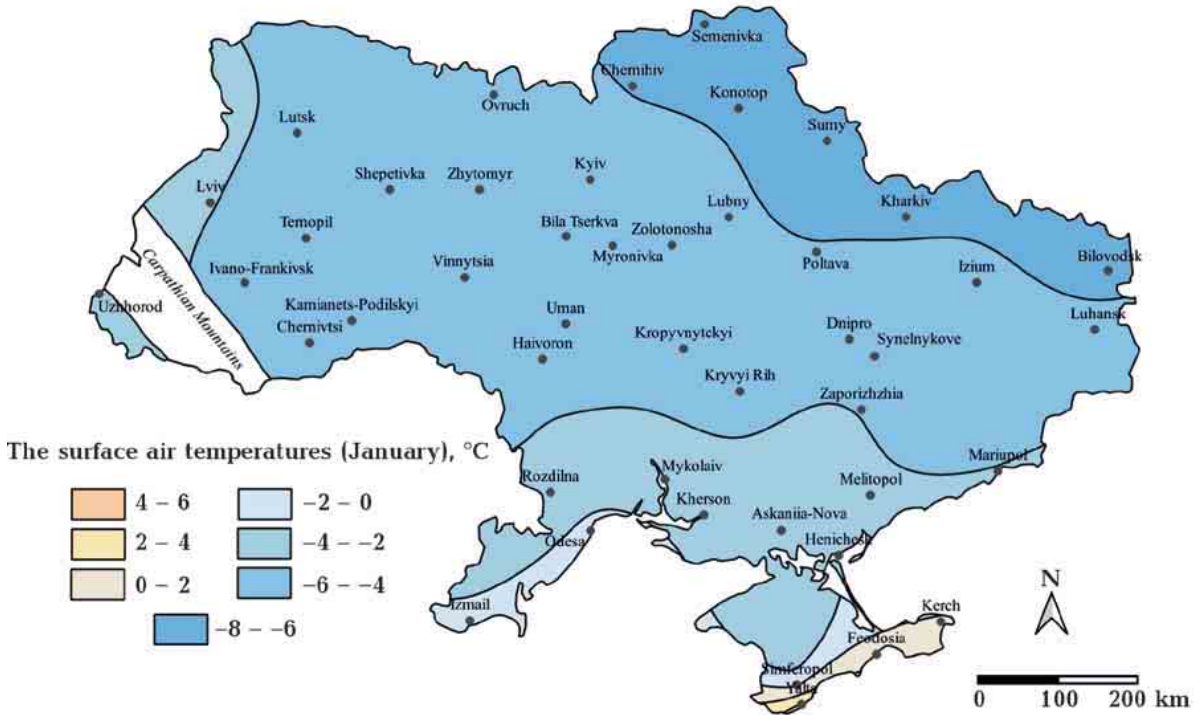 Semenivka
Chernihiv
Konotop
Ovruch
Sumy
Lutsk
Kyiv
Shepetivka
Zhytomyr
Lviv
Lubny
Kharkiv
Ternopil
Bila Tserkva
Zolotonosha
Myronivka
Poltava
Izium
Bilovodsk
Ivano-Frankivsk
Vinnytsia
Carpathian Mountains
Uzhhorod
Kamianets-Podilskyi
Chernivtsi
Uman
Haivoron
Kropyvnytckyi
Dnipro
Synelnykove
Luhansk
Kryvyi Rih
Zaporizhzhia
The surface air temperatures (January), °C
4 – 6
2 – 4
0 – 2
–2 – 0
–4 – –2
–6 – –4
–8 – –6
Rozdilna
Mykolaiv
Kherson
Melitopol
Mariupol
Askaniia-Nova
Odesa
Henichesk
Izmail
Kerch
Feodosia
Simferopol
Yalta
N
0 100 200 km